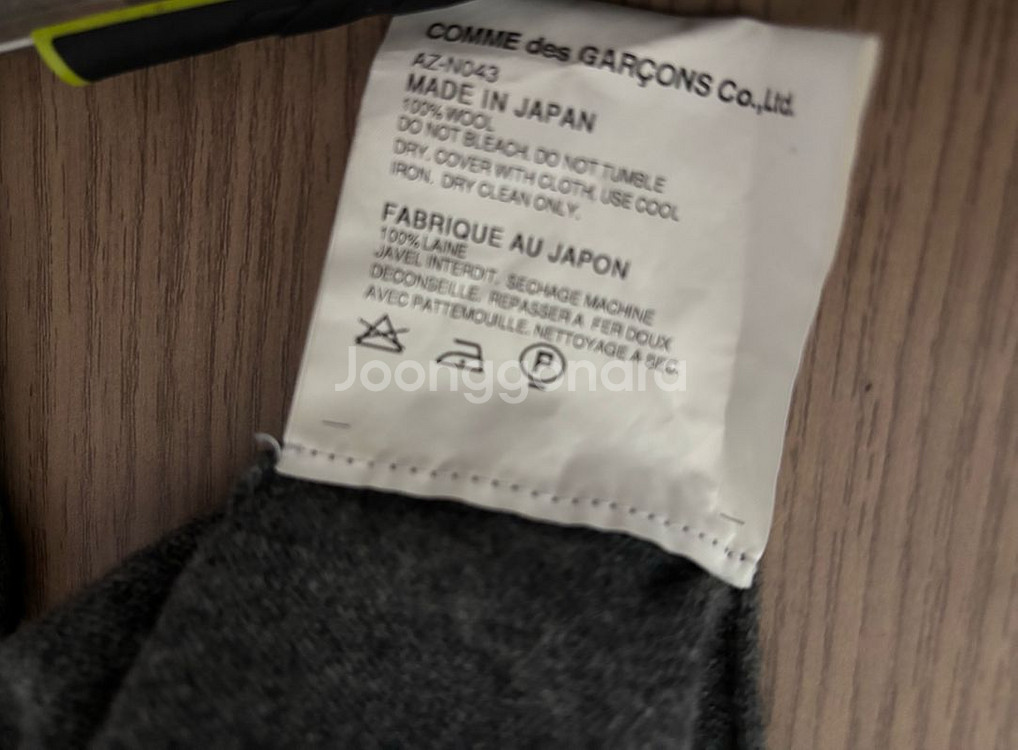 COMME des GARÇONS Co.,Ltd.
AZ-N043
MADE IN JAPAN
100% WOOL
DO NOT BLEACH. DO NOT TUMBLE
DRY. COVER WITH CLOTH. USE COOL
IRON. DRY CLEAN ONLY.
FABRIQUE AU JAPON
100% LAINE
JAVEL INTERDIT. SECHAGE MACHINE
DECONSEILLE. REPASSER A FER DOUX
AVEC PATTEMOUILLE. NETTOYAGE A SEC.
P
Joonggonara